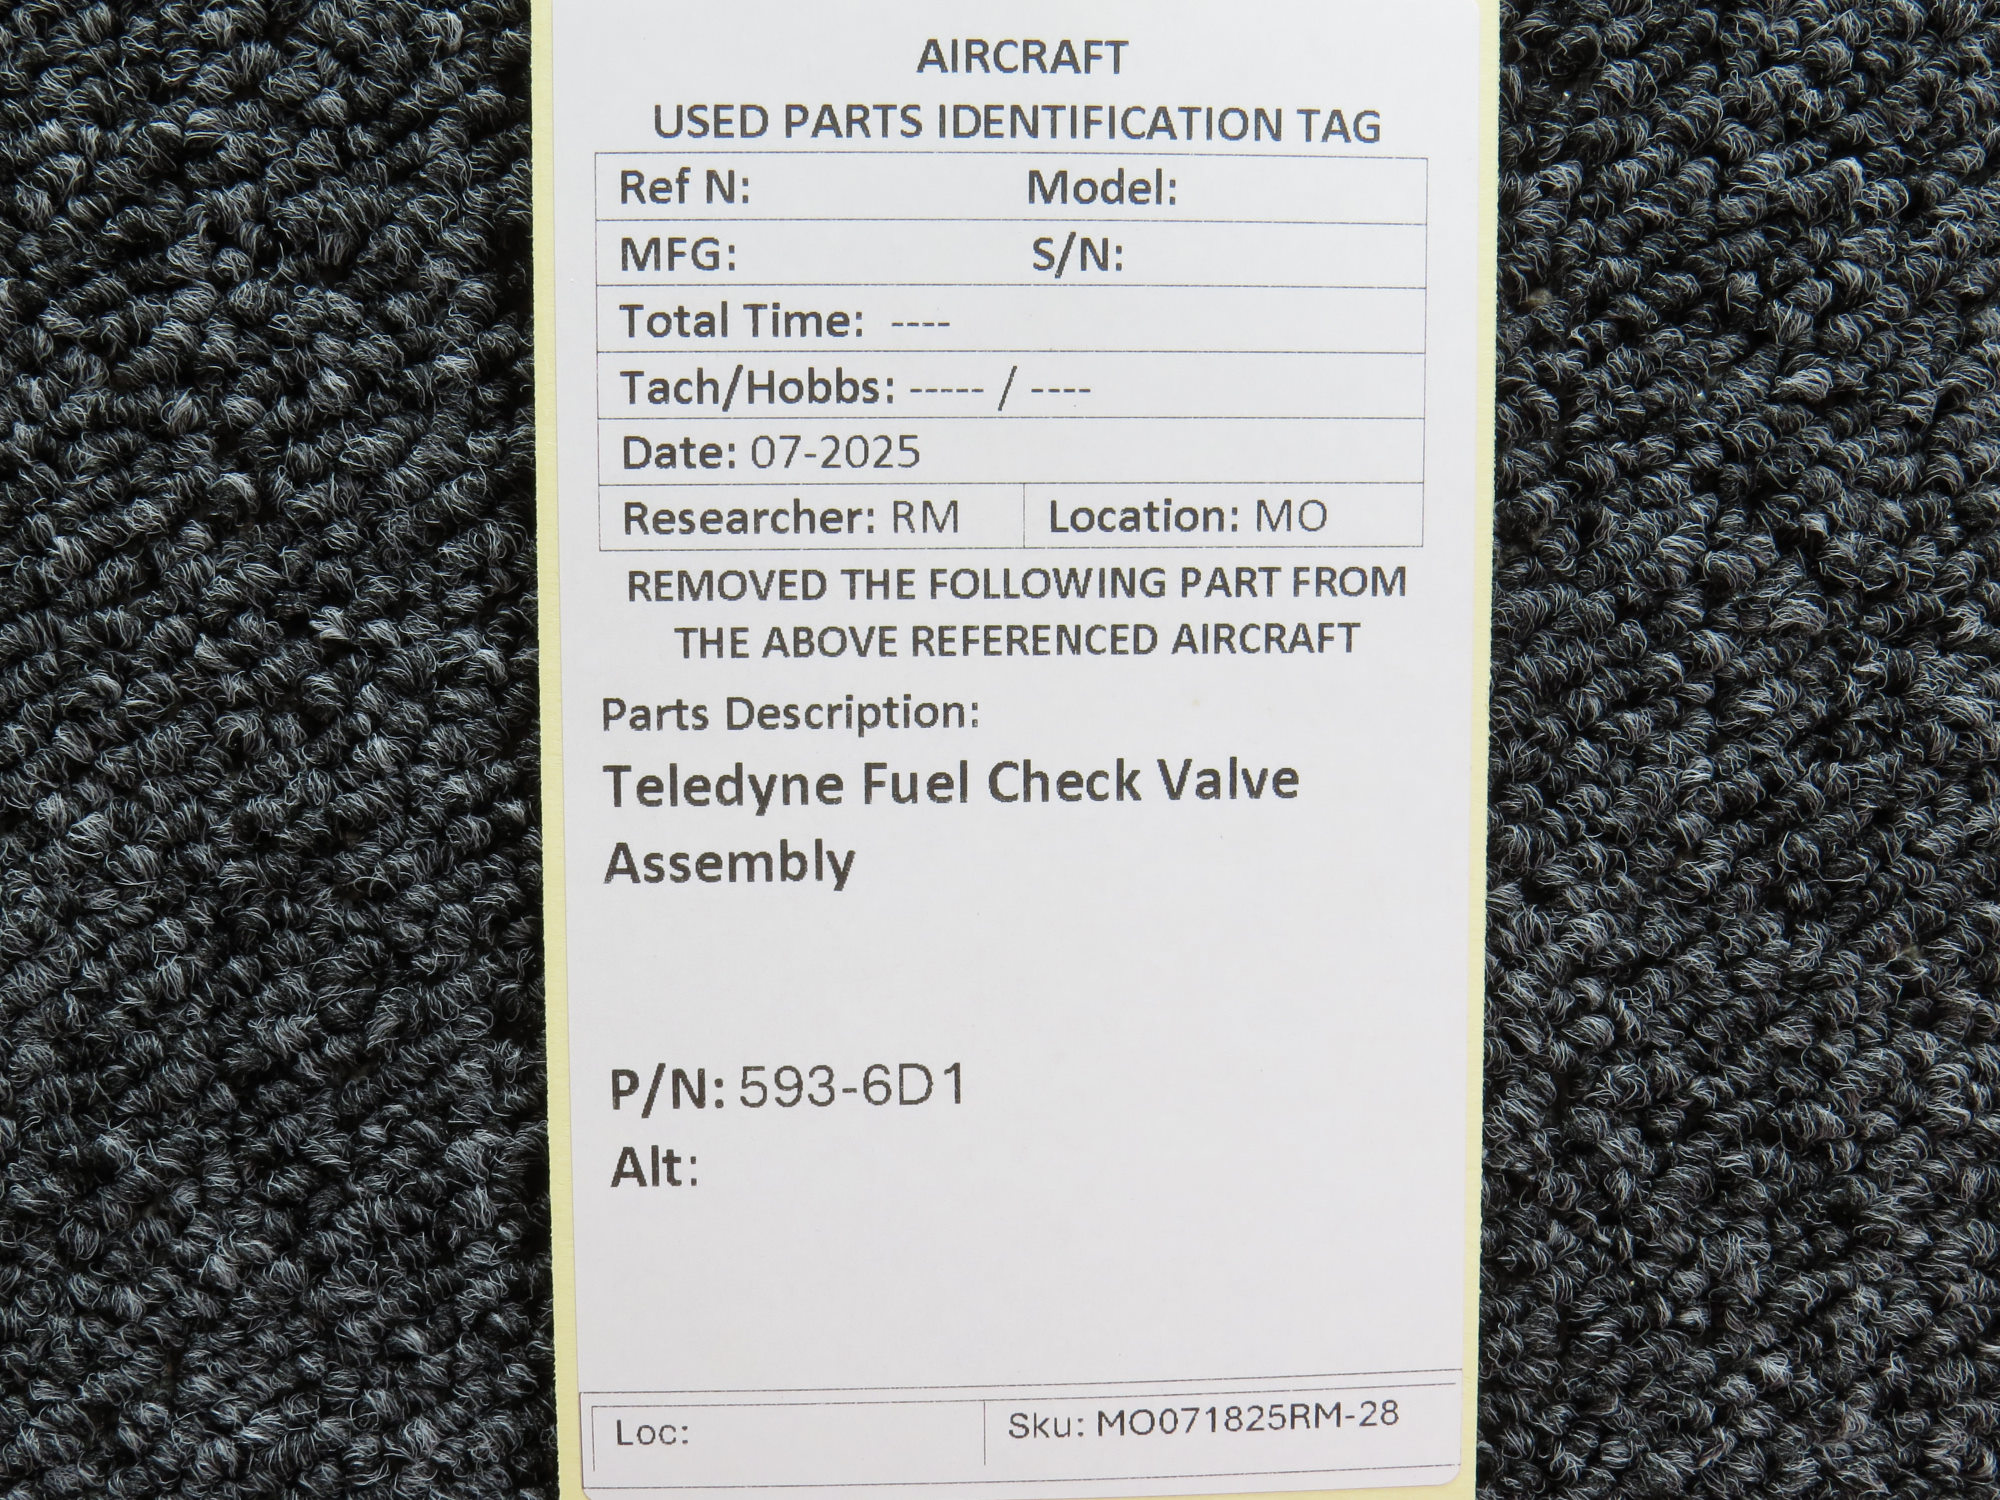 AIRCRAFT
USED PARTS IDENTIFICATION TAG
Ref N: Model:
MFG: S/N:
Total Time: ----
Tach/Hobbs: ----- / ----
Date: 07-2025
Researcher: RM Location: MO
REMOVED THE FOLLOWING PART FROM
THE ABOVE REFERENCED AIRCRAFT
Parts Description:
Teledyne Fuel Check Valve
Assembly
P/N: 593-6D1
Alt:
Loc: Sku: MO071825RM-28